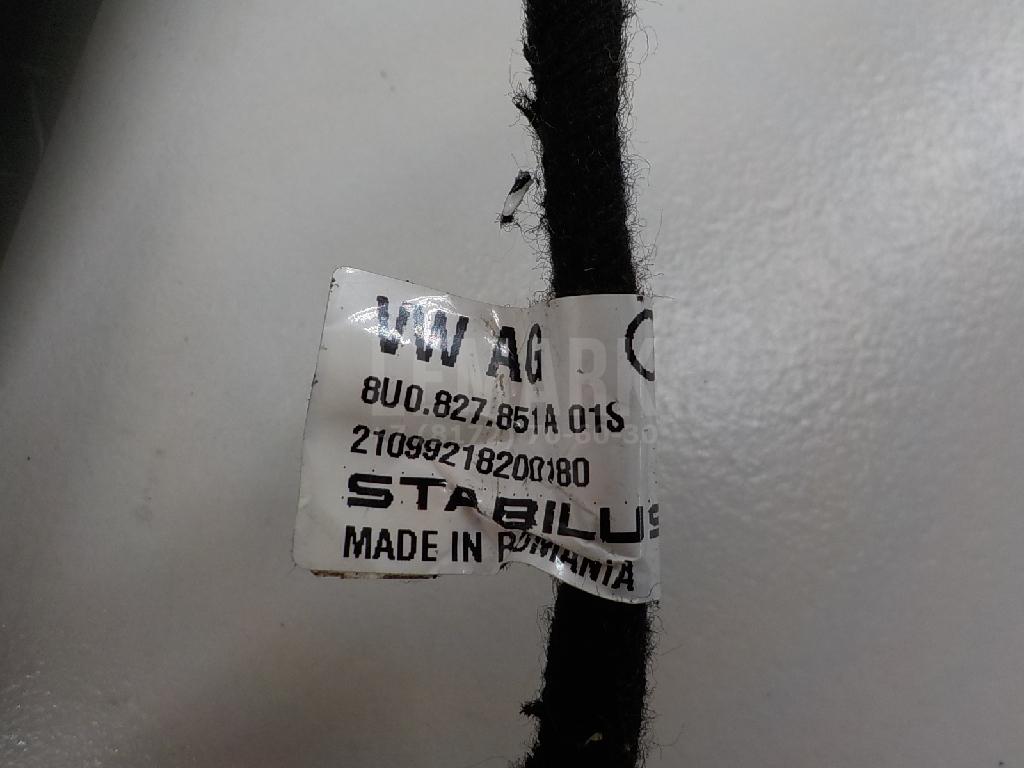 VW AG
8U0.827.851A 01S
21099218200180
STABILUS
MADE IN ROMANIA